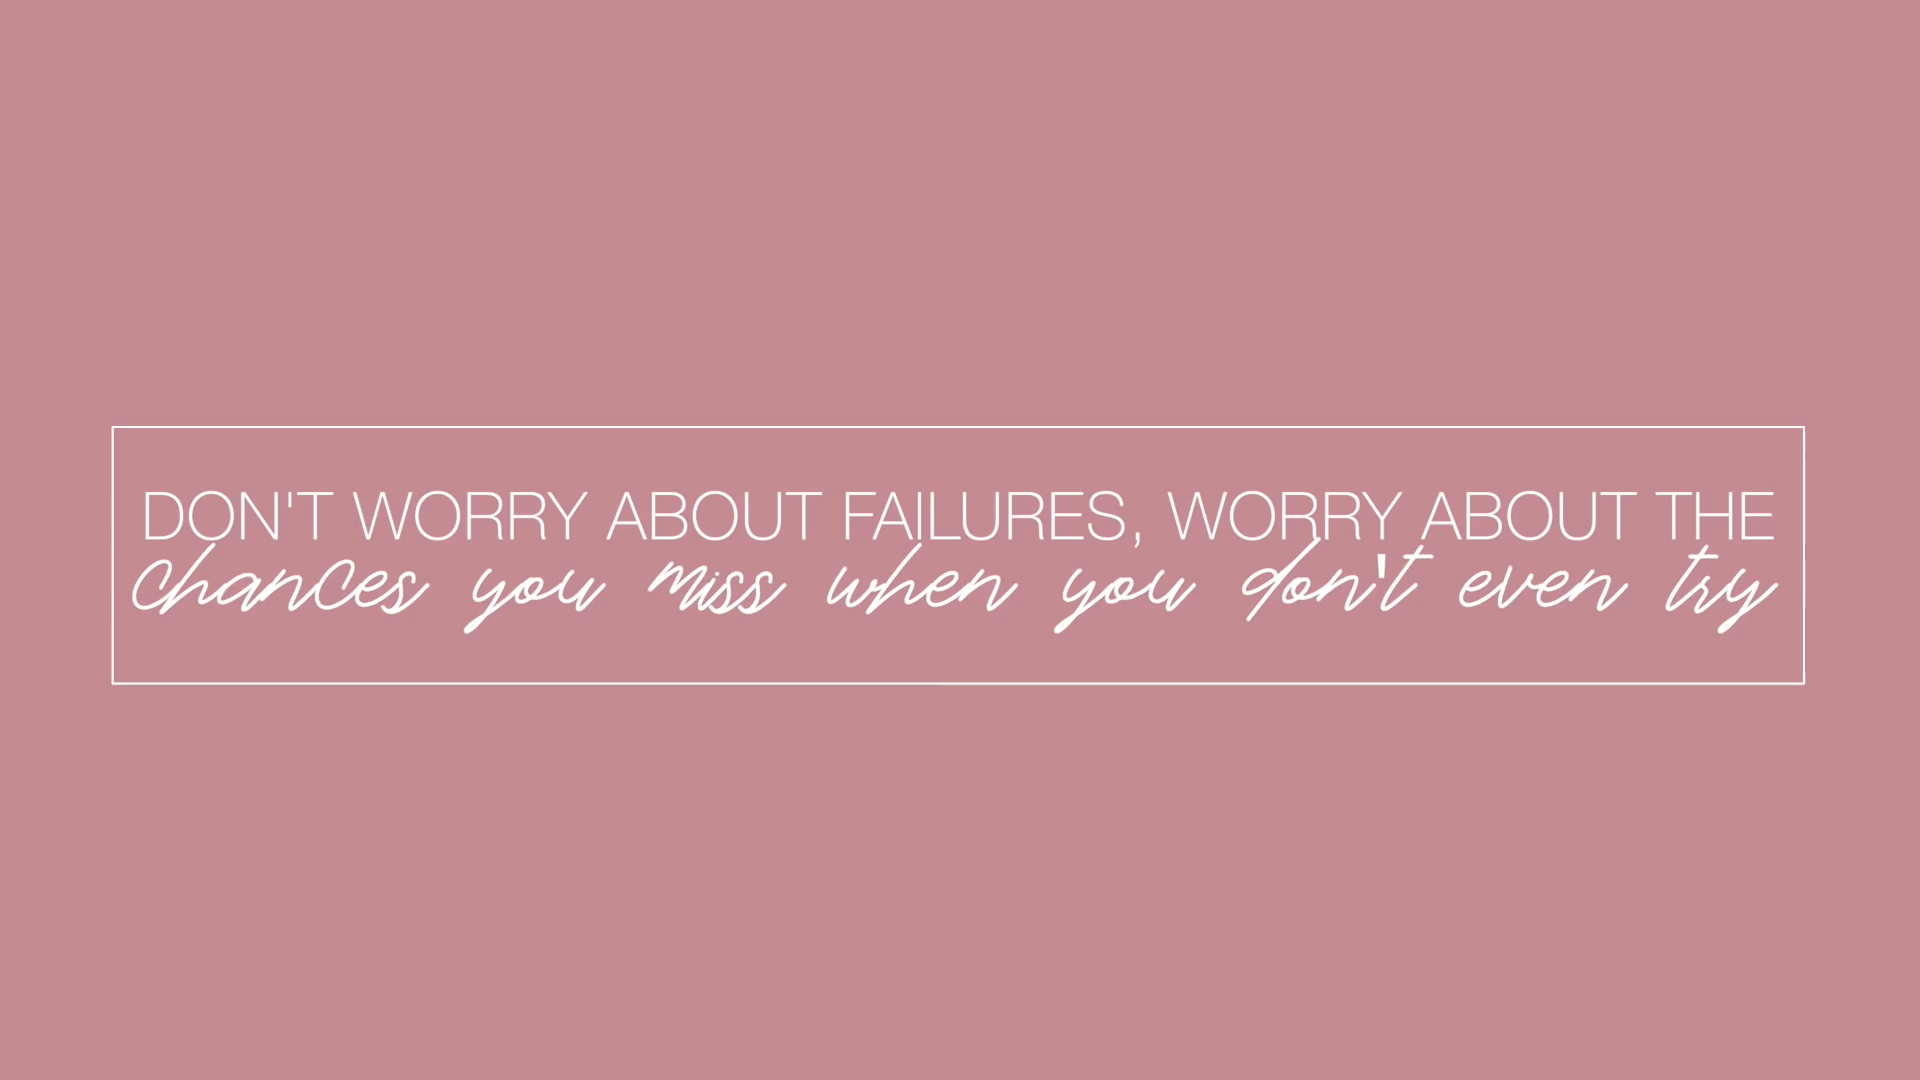 DON'T WORRY ABOUT FAILURES, WORRY ABOUT THE
chances you miss when you don't even try